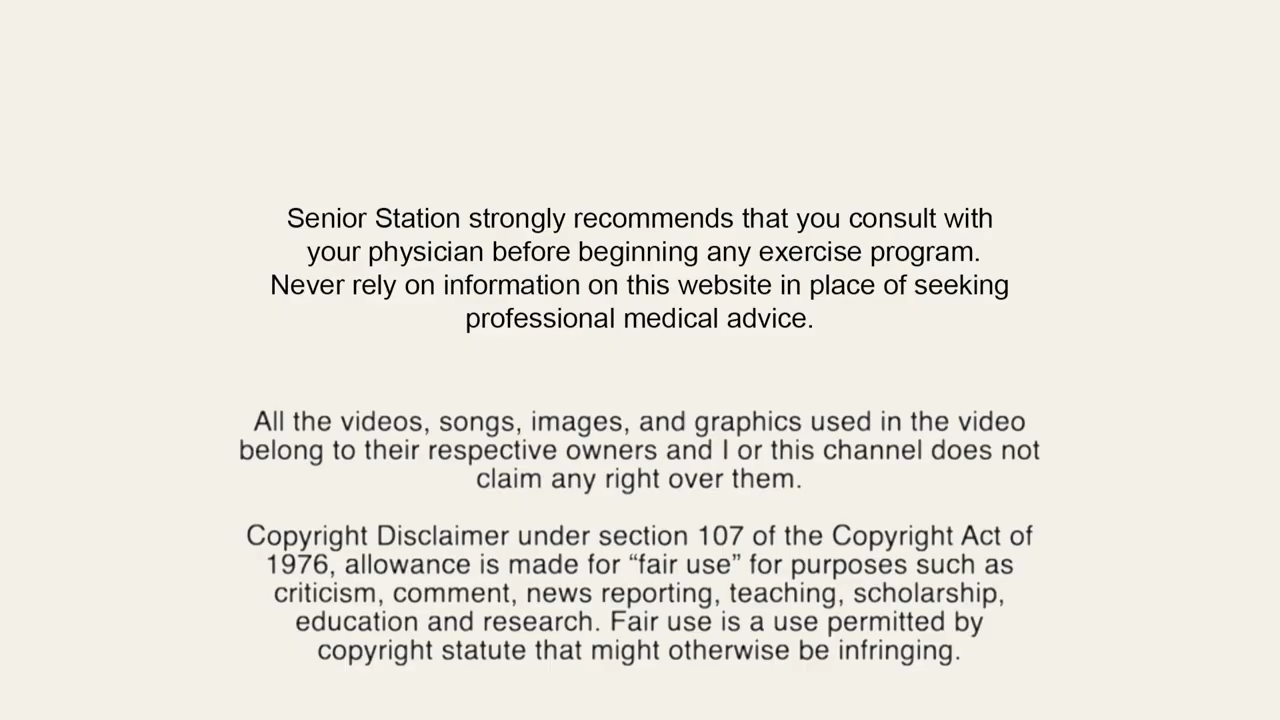 Senior Station strongly recommends that you consult with
your physician before beginning any exercise program.
Never rely on information on this website in place of seeking
professional medical advice.
All the videos, songs, images, and graphics used in the video
belong to their respective owners and I or this channel does not
claim any right over them.
Copyright Disclaimer under section 107 of the Copyright Act of
1976, allowance is made for “fair use” for purposes such as
criticism, comment, news reporting, teaching, scholarship,
education and research. Fair use is a use permitted by
copyright statute that might otherwise be infringing.